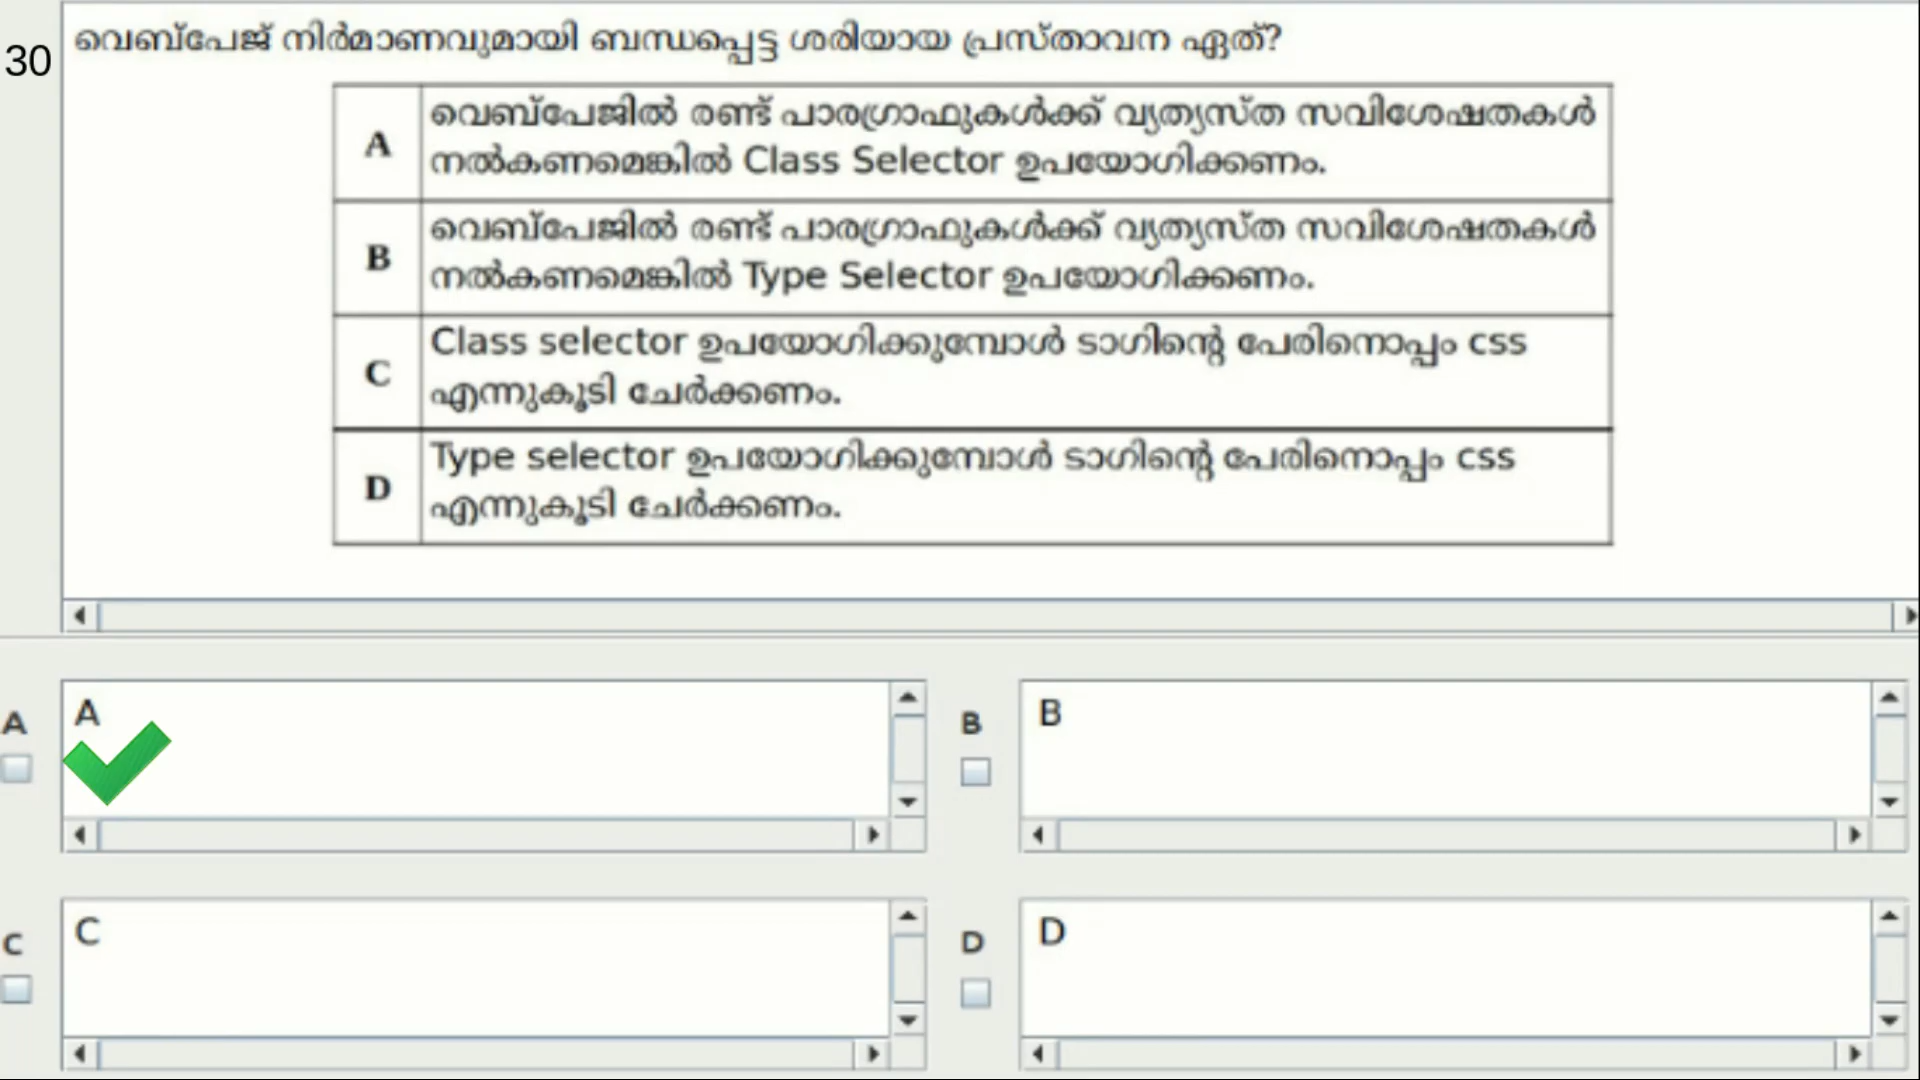 30
വെബ്പേജ് നിർമാണവുമായി ബന്ധപ്പെട്ട ശരിയായ പ്രസ്താവന ഏത്?
A
വെബ്പേജിൽ രണ്ട് പാരഗ്രാഫുകൾക്ക് വ്യത്യസ്ത സവിശേഷതകൾ
നൽകണമെങ്കിൽ Class Selector ഉപയോഗിക്കണം.
B
വെബ്പേജിൽ രണ്ട് പാരഗ്രാഫുകൾക്ക് വ്യത്യസ്ത സവിശേഷതകൾ
നൽകണമെങ്കിൽ Type Selector ഉപയോഗിക്കണം.
C
Class selector ഉപയോഗിക്കുമ്പോൾ ടാഗിന്റെ പേരിനൊപ്പം css
എന്നുകൂടി ചേർക്കണം.
D
Type selector ഉപയോഗിക്കുമ്പോൾ ടാഗിന്റെ പേരിനൊപ്പം css
എന്നുകൂടി ചേർക്കണം.
A
A
B
B
C
C
D
D